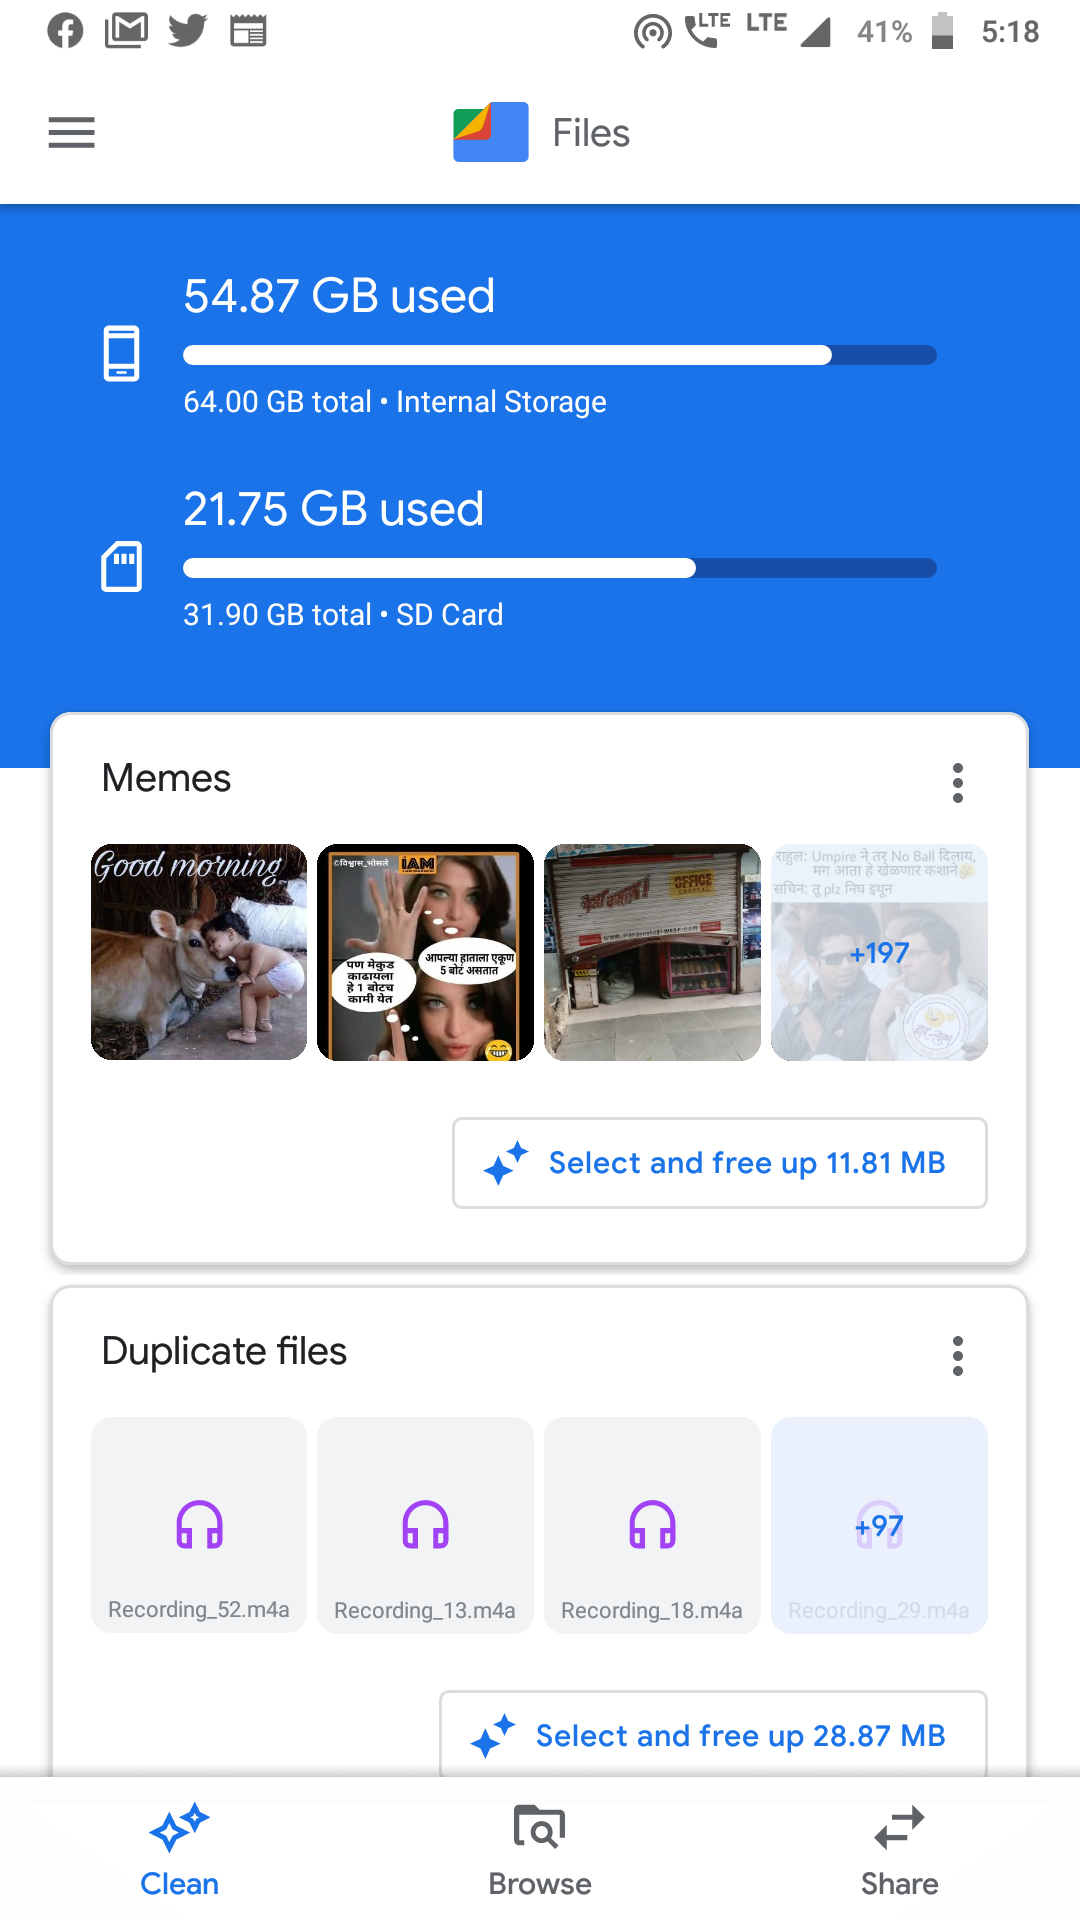 LTE LTE 41% 5:18
Files
54.87 GB used
64.00 GB total • Internal Storage
21.75 GB used
31.90 GB total • SD Card
Memes
Good morning
©विश्वास_भोसले
IAM
आपल्या हाताला एकूण
5 बोटं असतात
पण मेकुड
काढायला
हे 1 बोटच
कामी येत
OFFICE
राहुल: Umpire ने तर No Ball दिलाय,
मग आता हे खेळणार कशाने
सचिन: तू plz निघ इथून
+197
Select and free up 11.81 MB
Duplicate files
+97
Recording_52.m4a
Recording_13.m4a
Recording_18.m4a
Recording_29.m4a
Select and free up 28.87 MB
Clean
Browse
Share